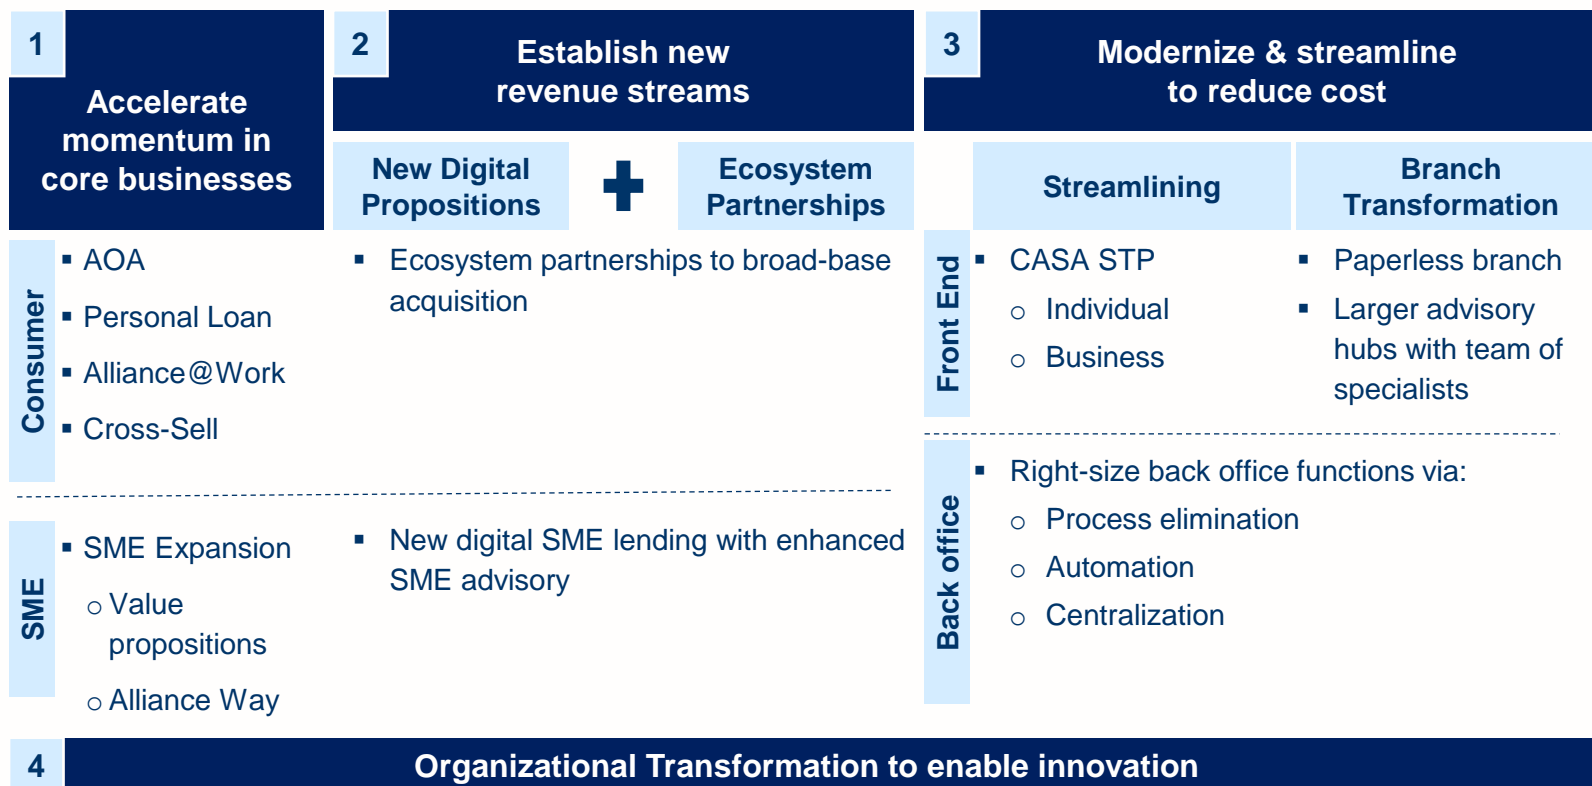 1
Accelerate
momentum in
core businesses
2
Establish new
revenue streams
New Digital
Propositions
Ecosystem
Partnerships
3
Modernize & streamline
to reduce cost
Streamlining
Branch
Transformation
Consumer
▪ AOA
▪ Personal Loan
▪ Alliance@Work
▪ Cross-Sell
▪ Ecosystem partnerships to broad-base
acquisition
SME
▪ SME Expansion
o Value
propositions
o Alliance Way
▪ New digital SME lending with enhanced
SME advisory
Front End
▪ CASA STP
o Individual
o Business
▪ Paperless branch
▪ Larger advisory
hubs with team of
specialists
Back office
▪ Right-size back office functions via:
o Process elimination
o Automation
o Centralization
4
Organizational Transformation to enable innovation